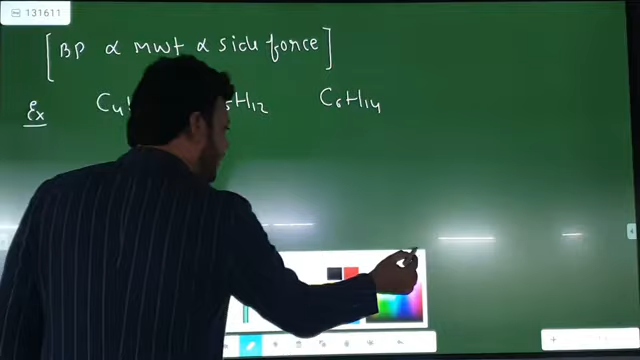 131611
[BP ∝ Mwt ∝ side force]
Ex C4 H12 C6H14